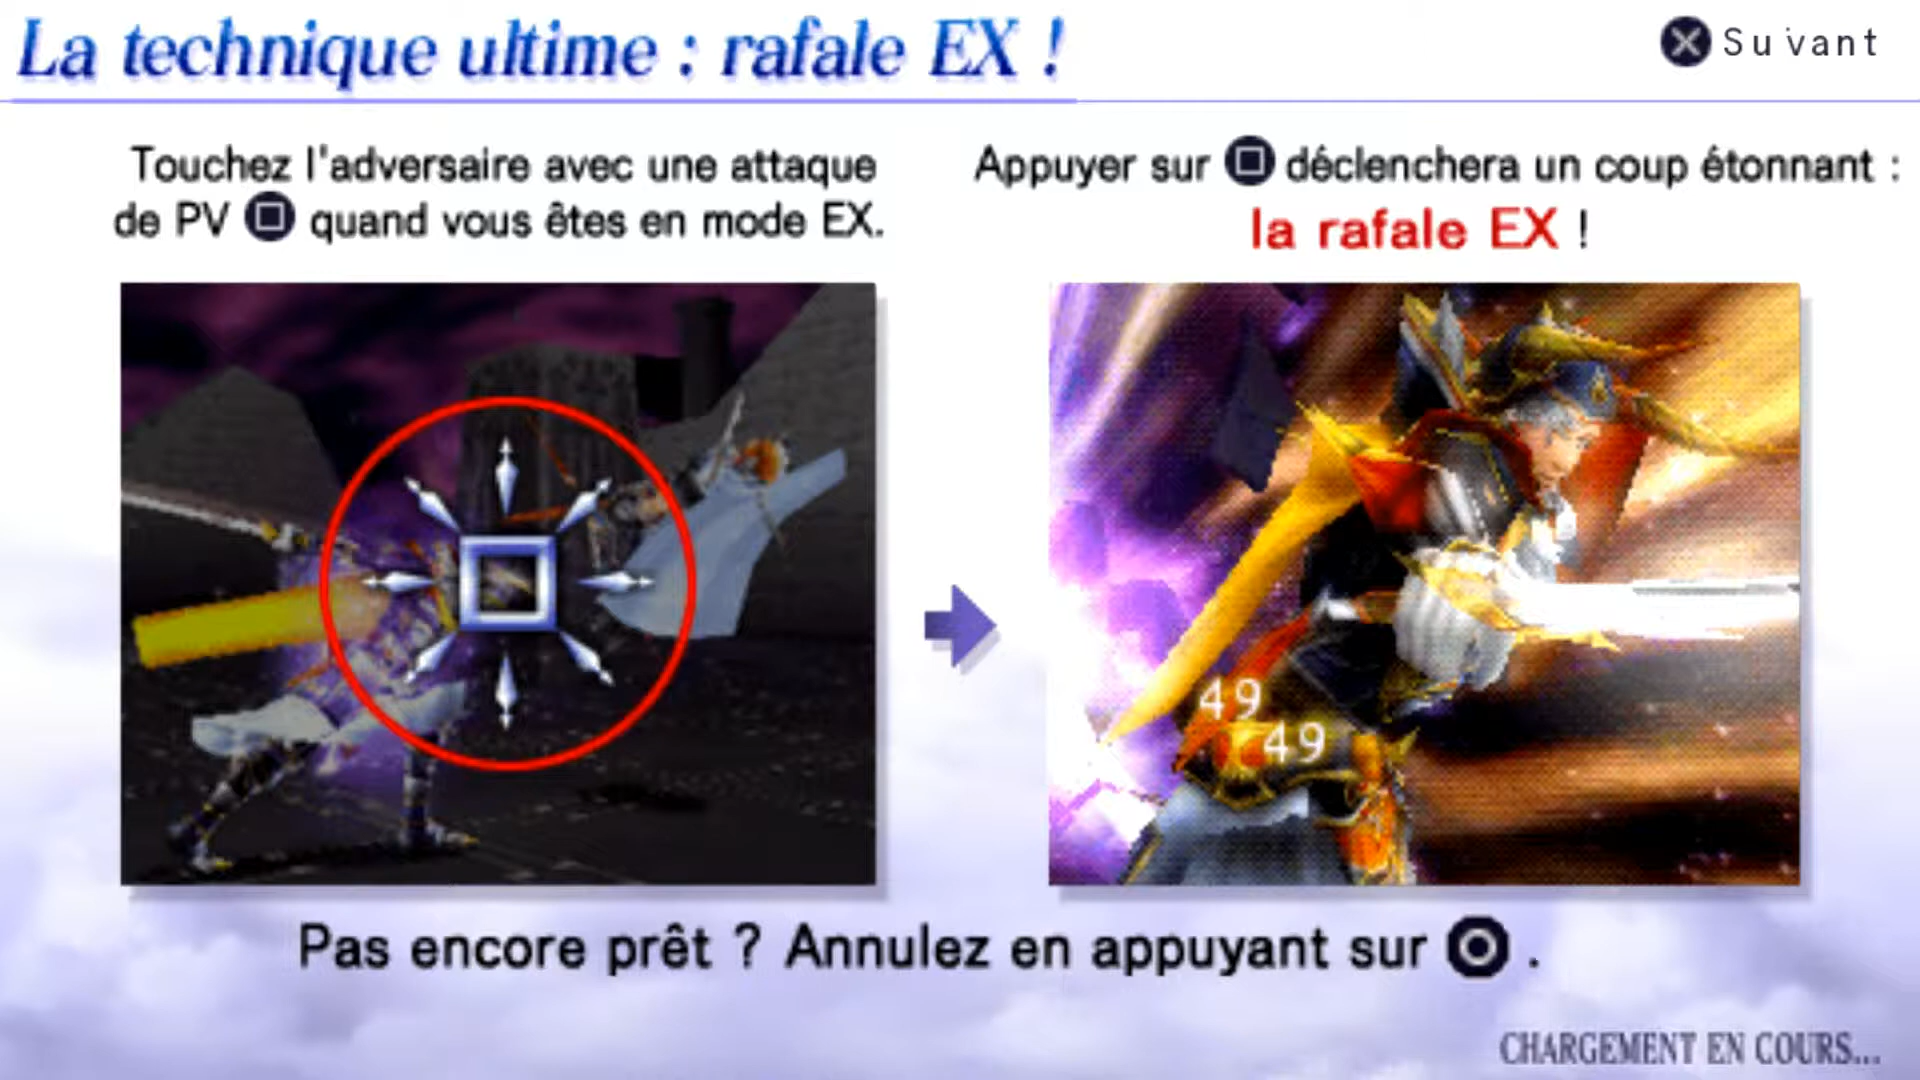 La technique ultime : rafale EX !
Suivant
Touchez l'adversaire avec une attaque
de PV quand vous êtes en mode EX.
Appuyer sur déclenchera un coup étonnant :
la rafale EX !
49
49
Pas encore prêt ? Annulez en appuyant sur .
CHARGEMENT EN COURS...